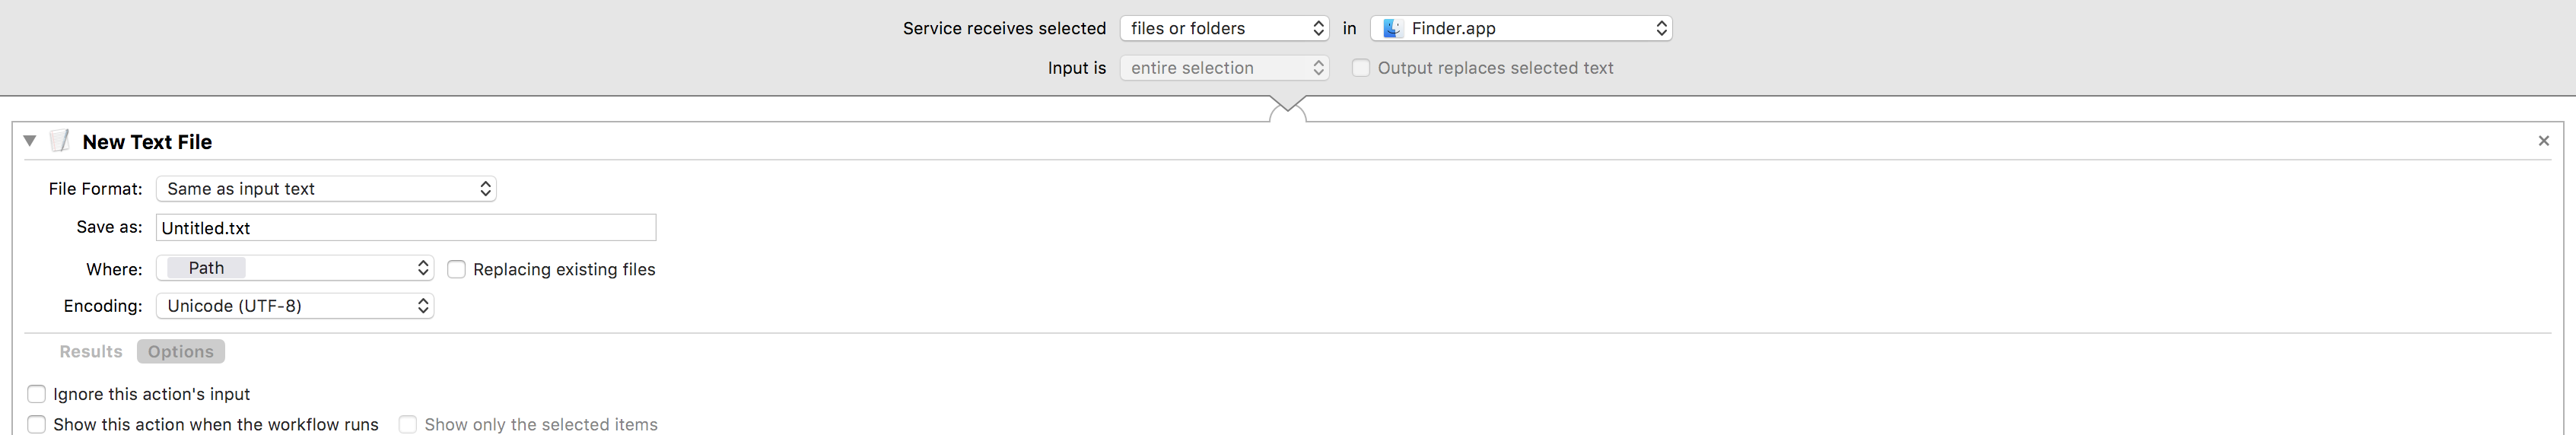 Service receives selected files or folders in Finder.app
Input is entire selection Output replaces selected text
New Text File
File Format: Same as input text
Save as: Untitled.txt
Where: Path Replacing existing files
Encoding: Unicode (UTF-8)
Results Options
Ignore this action's input
Show this action when the workflow runs Show only the selected items